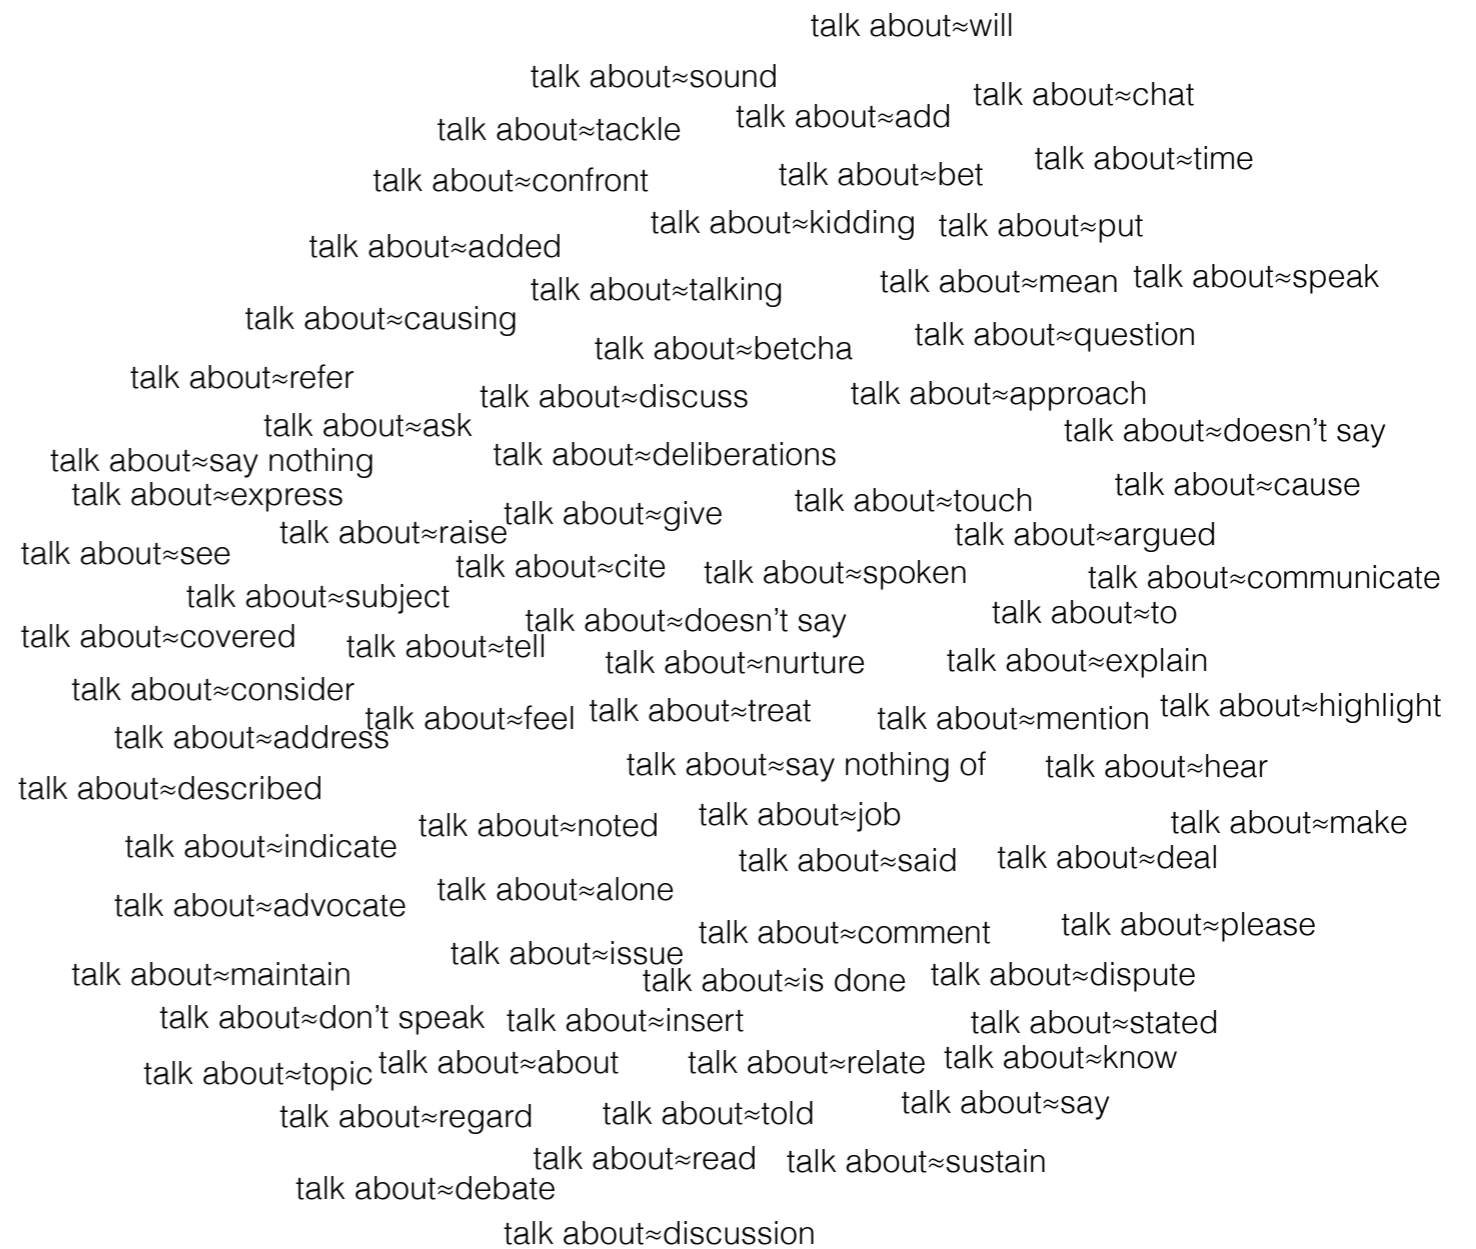 talk about≈will
talk about≈sound
talk about≈chat
talk about≈add
talk about≈tackle
talk about≈time
talk about≈bet
talk about≈confront
talk about≈kidding
talk about≈put
talk about≈added
talk about≈speak
talk about≈mean
talk about≈talking
talk about≈causing
talk about≈question
talk about≈betcha
talk about≈refer
talk about≈approach
talk about≈discuss
talk about≈ask
talk about≈doesn’t say
talk about≈deliberations
talk about≈say nothing
talk about≈cause
talk about≈express
talk about≈touch
talk about≈give
talk about≈raise
talk about≈argued
talk about≈see
talk about≈cite
talk about≈spoken
talk about≈communicate
talk about≈subject
talk about≈to
talk about≈doesn’t say
talk about≈covered
talk about≈tell
talk about≈explain
talk about≈nurture
talk about≈consider
talk about≈highlight
talk about≈treat
talk about≈feel
talk about≈mention
talk about≈address
talk about≈say nothing of
talk about≈hear
talk about≈described
talk about≈job
talk about≈make
talk about≈noted
talk about≈indicate
talk about≈deal
talk about≈said
talk about≈alone
talk about≈advocate
talk about≈please
talk about≈comment
talk about≈issue
talk about≈maintain
talk about≈dispute
talk about≈is done
talk about≈don’t speak
talk about≈insert
talk about≈stated
talk about≈know
talk about≈about
talk about≈relate
talk about≈topic
talk about≈say
talk about≈told
talk about≈regard
talk about≈read
talk about≈sustain
talk about≈debate
talk about≈discussion